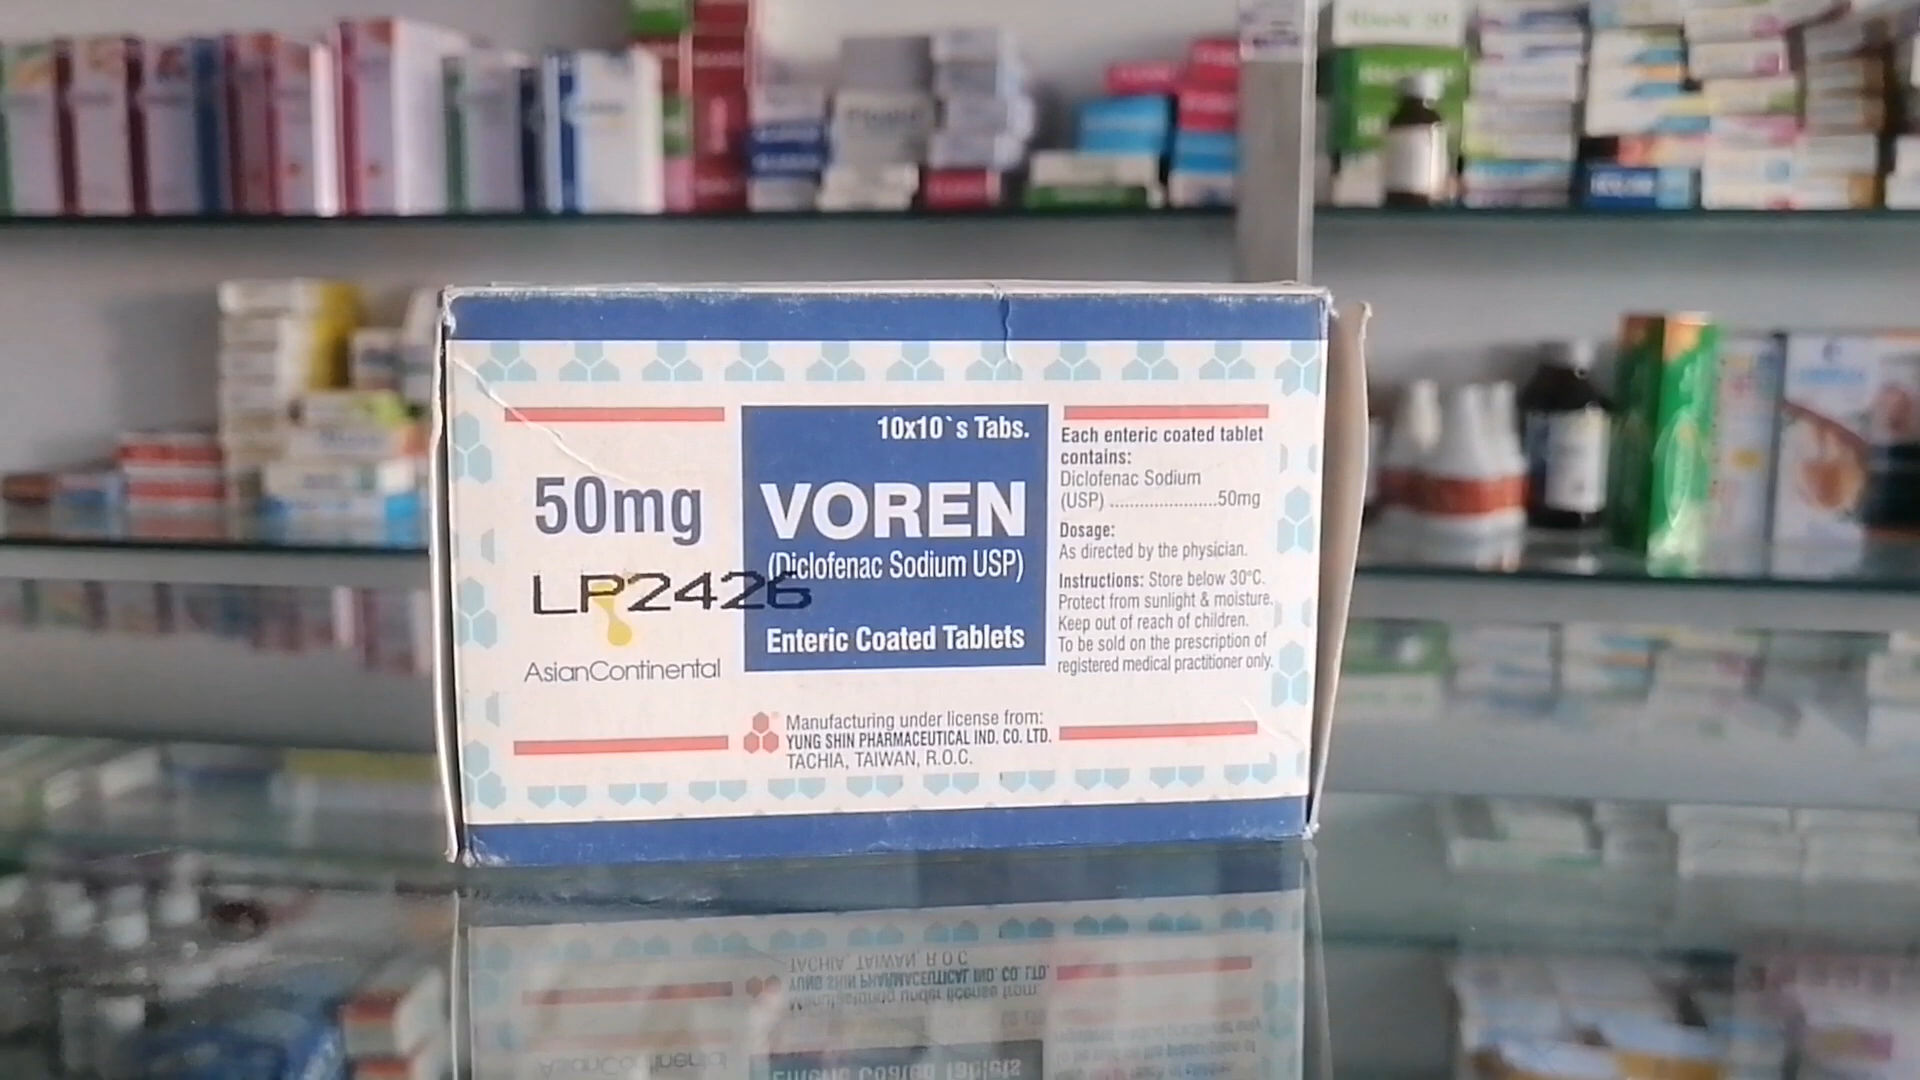 50mg
LP2426
AsianContinental
10x10`s Tabs.
VOREN
(Diclofenac Sodium USP)
Enteric Coated Tablets
Each enteric coated tablet
contains:
Diclofenac Sodium
(USP) ......................50mg
Dosage:
As directed by the physician.
Instructions: Store below 30°C.
Protect from sunlight & moisture.
Keep out of reach of children.
To be sold on the prescription of
registered medical practitioner only.
Manufacturing under license from:
YUNG SHIN PHARMACEUTICAL IND. CO. LTD.
TACHIA, TAIWAN, R.O.C.